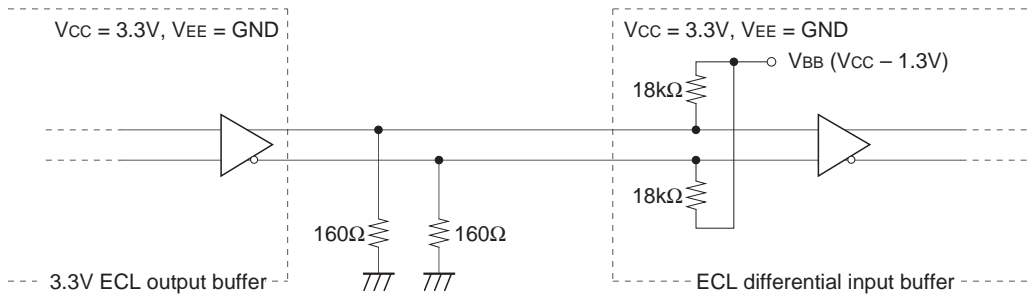 VCC = 3.3V, VEE = GND
VCC = 3.3V, VEE = GND
VBB (VCC – 1.3V)
18kΩ
18kΩ
160Ω
160Ω
3.3V ECL output buffer
ECL differential input buffer